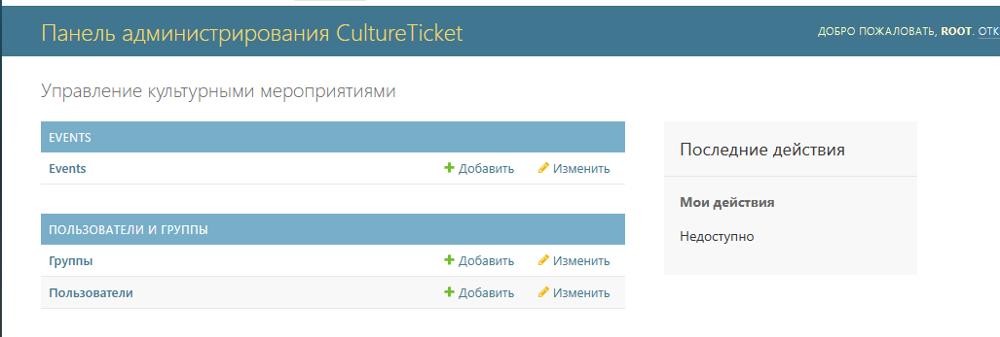 Панель администрирования CultureTicket
ДОБРО ПОЖАЛОВАТЬ, ROOT. ОТК
Управление культурными мероприятиями
EVENTS
Events Добавить Изменить
ПОЛЬЗОВАТЕЛИ И ГРУППЫ
Группы Добавить Изменить
Пользователи Добавить Изменить
Последние действия
Мои действия
Недоступно